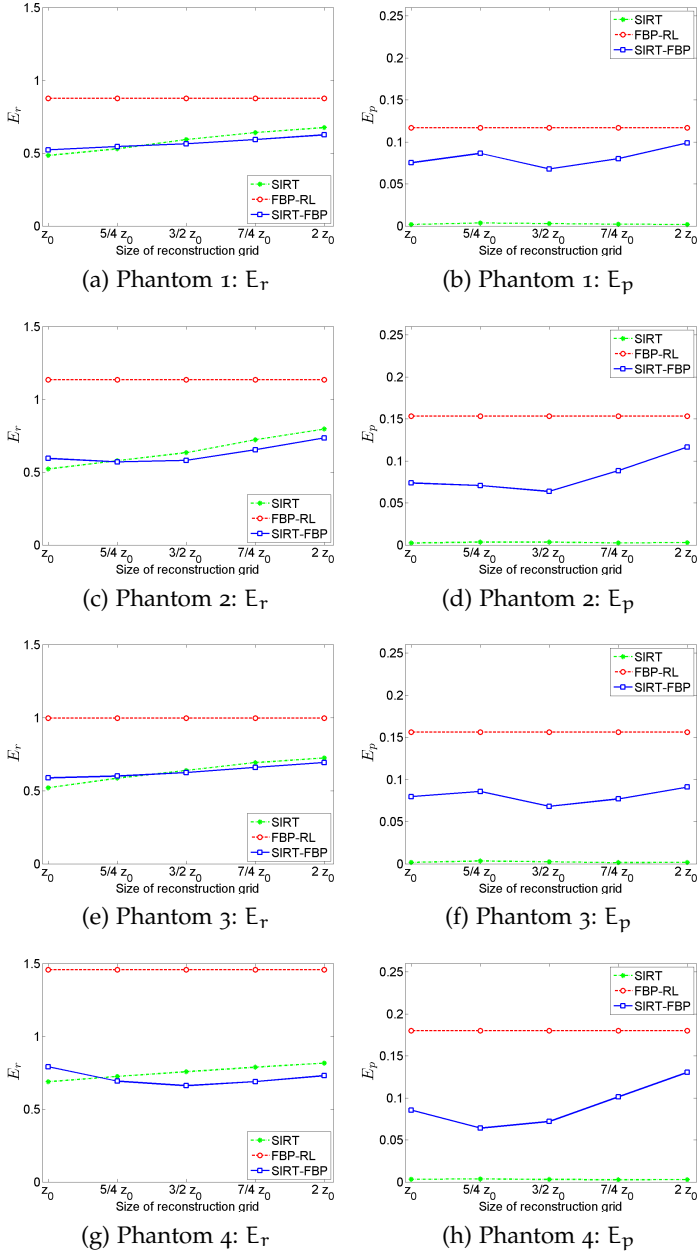 1.5
1
0.5
0
E_r
z_0 5/4 z_0 3/2 z_0 7/4 z_0 2 z_0
Size of reconstruction grid
SIRT
FBP-RL
SIRT-FBP
(a) Phantom 1: E_r
0.25
0.2
0.15
0.1
0.05
0
E_p
z_0 5/4 z_0 3/2 z_0 7/4 z_0 2 z_0
Size of reconstruction grid
SIRT
FBP-RL
SIRT-FBP
(b) Phantom 1: E_p
1.5
1
0.5
0
E_r
z_0 5/4 z_0 3/2 z_0 7/4 z_0 2 z_0
Size of reconstruction grid
SIRT
FBP-RL
SIRT-FBP
(c) Phantom 2: E_r
0.25
0.2
0.15
0.1
0.05
0
E_p
z_0 5/4 z_0 3/2 z_0 7/4 z_0 2 z_0
Size of reconstruction grid
SIRT
FBP-RL
SIRT-FBP
(d) Phantom 2: E_p
1.5
1
0.5
0
E_r
z_0 5/4 z_0 3/2 z_0 7/4 z_0 2 z_0
Size of reconstruction grid
SIRT
FBP-RL
SIRT-FBP
(e) Phantom 3: E_r
0.25
0.2
0.15
0.1
0.05
0
E_p
z_0 5/4 z_0 3/2 z_0 7/4 z_0 2 z_0
Size of reconstruction grid
SIRT
FBP-RL
SIRT-FBP
(f) Phantom 3: E_p
1.5
1
0.5
0
E_r
z_0 5/4 z_0 3/2 z_0 7/4 z_0 2 z_0
Size of reconstruction grid
SIRT
FBP-RL
SIRT-FBP
(g) Phantom 4: E_r
0.25
0.2
0.15
0.1
0.05
0
E_p
z_0 5/4 z_0 3/2 z_0 7/4 z_0 2 z_0
Size of reconstruction grid
SIRT
FBP-RL
SIRT-FBP
(h) Phantom 4: E_p